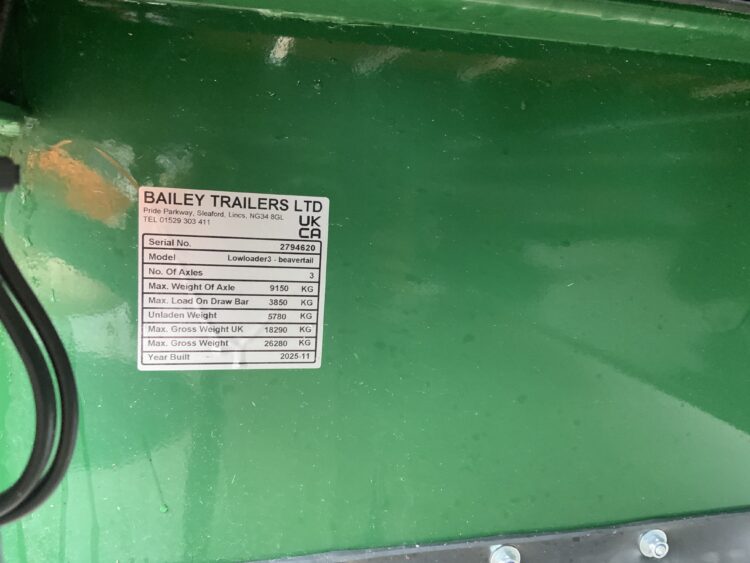 BAILEY TRAILERS LTD
Pride Parkway, Sleaford, Lincs, NG34 8GL
TEL 01529 303 411
UK
CA
Serial No. 2794620
Model Lowloader3 - beavertail
No. Of Axles 3
Max. Weight Of Axle 9150 KG
Max. Load On Draw Bar 3850 KG
Unladen Weight 5780 KG
Max. Gross Weight UK 18290 KG
Max. Gross Weight 26280 KG
Year Built 2025-11